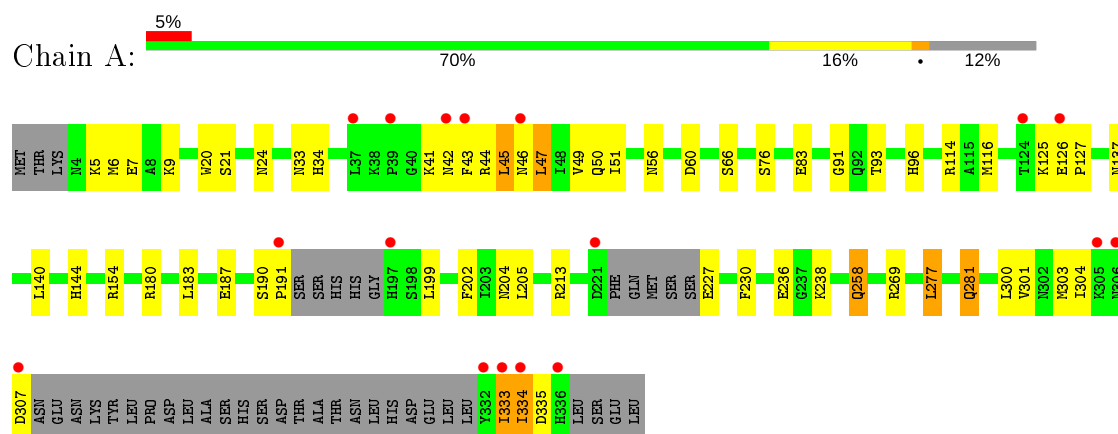 5%
Chain A:
70% 16% • 12%
MET THR LYS N4 K5 M6 E7 A8 K9 W20 S21 N24 N33 H34 L37 K38 P39 G40 K41 N42 F43 R44 L45 N46 L47 I48 V49 Q50 I51 N56 D60 S66 S76 E83 G91 Q92 T93 H96 R114 A115 M116 T124 K125 E126 P127 N137
L140 H144 R154 R180 L183 E187 S190 P191 SER SER HIS HIS GLY H197 S198 L199 F202 I203 N204 L205 R213 D221 PHE GLN MET SER SER E227 F230 E236 G237 K238 Q258 R269 L277 Q281 L300 V301 N302 M303 I304 K305 N306
D307 ASN GLU ASN LYS TYR LEU PRO ASP LEU ALA SER HIS SER ASP THR ALA THR ASN LEU HIS ASP GLU LEU LEU Y332 I333 I334 D335 H336 LEU SER GLU LEU